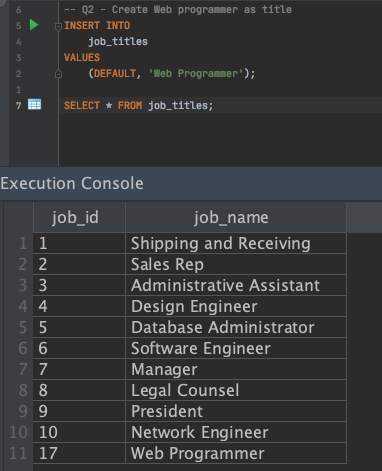 6 -- Q2 - Create Web programmer as title
5 INSERT INTO
4 job_titles
3 VALUES
2 (DEFAULT, 'Web Programmer');
1
7 SELECT * FROM job_titles;
Execution Console
job_id job_name
1 1 Shipping and Receiving
2 2 Sales Rep
3 3 Administrative Assistant
4 4 Design Engineer
5 5 Database Administrator
6 6 Software Engineer
7 7 Manager
8 8 Legal Counsel
9 9 President
10 10 Network Engineer
11 17 Web Programmer